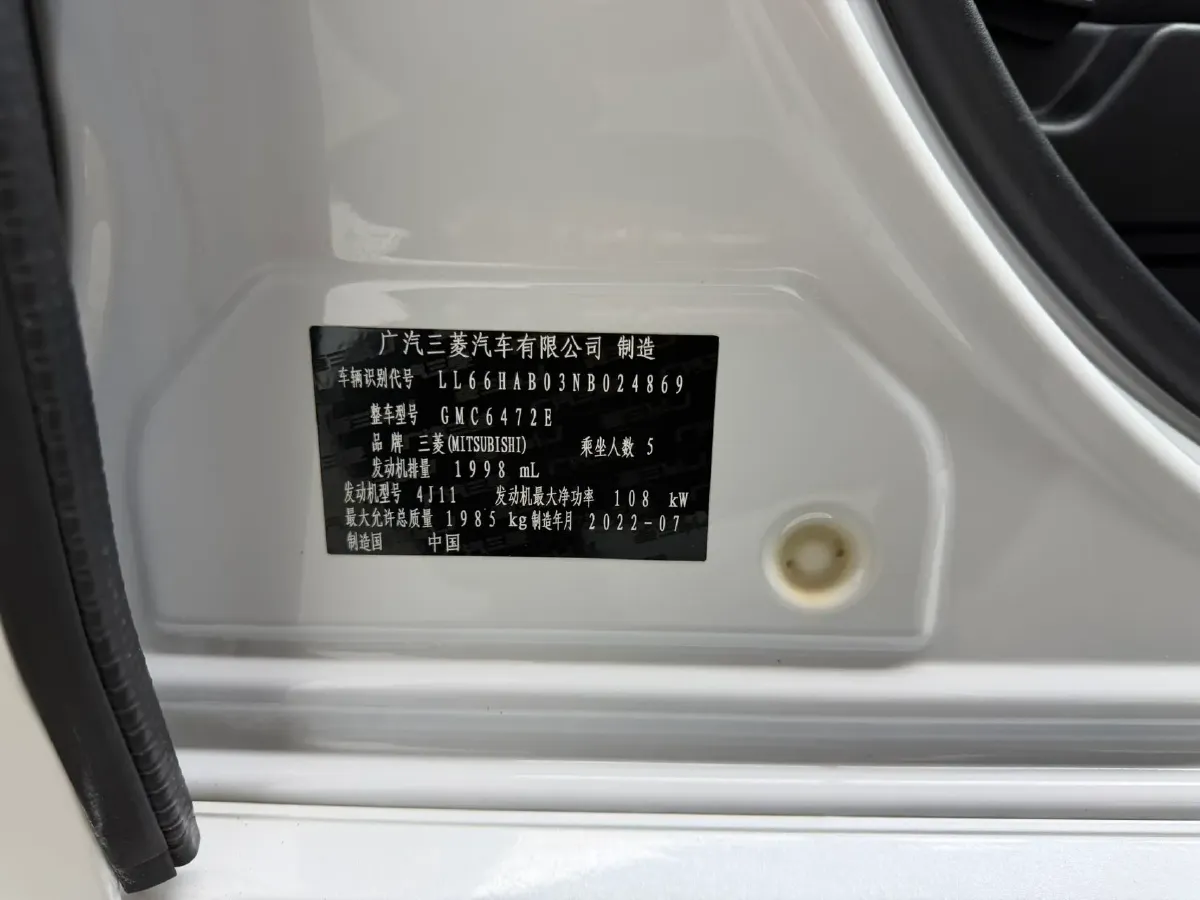 广汽三菱汽车有限公司 制造
车辆识别代号 LL66HAB03NB024869
整车型号 GMC6472E
品牌 三菱(MITSUBISHI) 乘坐人数 5
发动机排量 1998 mL
发动机型号 4J11 发动机最大净功率 108 kW
最大允许总质量 1985 kg 制造年月 2022-07
制造国 中国